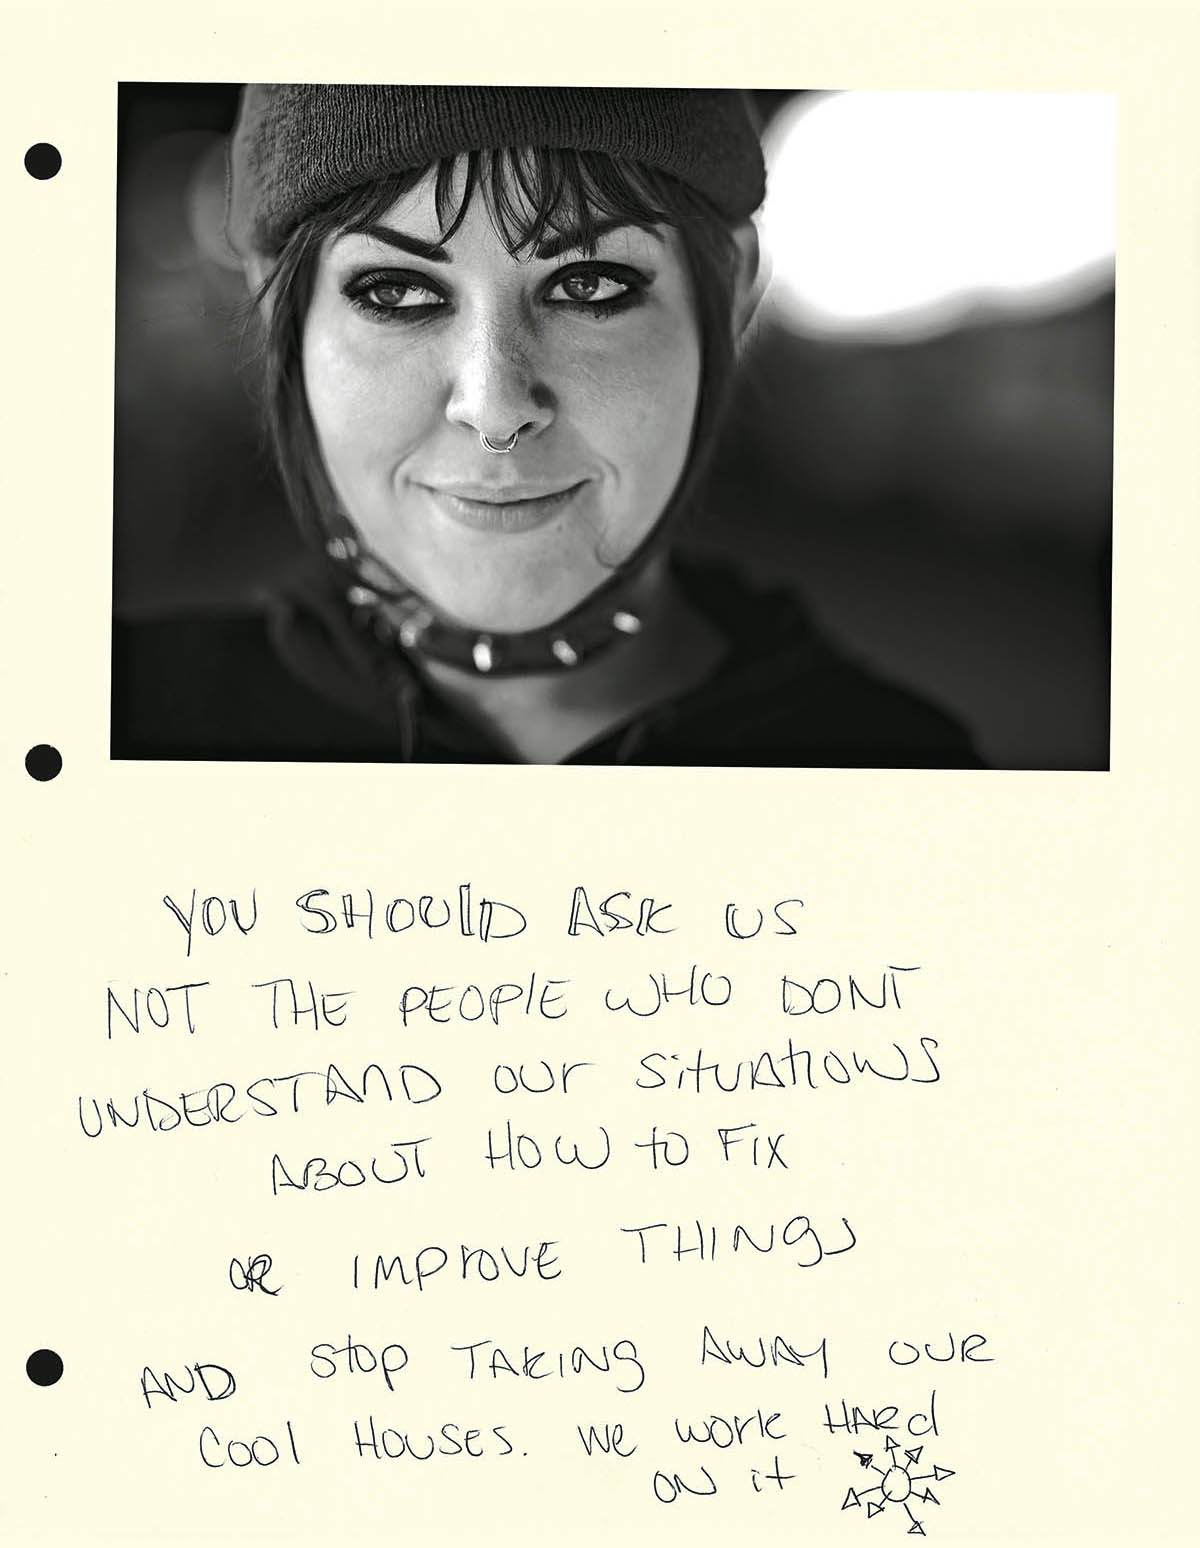 YOU SHOULD ASK US
NOT THE PEOPLE WHO DONT
UNDERSTAND OUR SITUATIONS
ABOUT HOW TO FIX
OR IMPROVE THINGS
AND STOP TAKING AWAY OUR
COOL HOUSES. WE WORK HARD
ON it